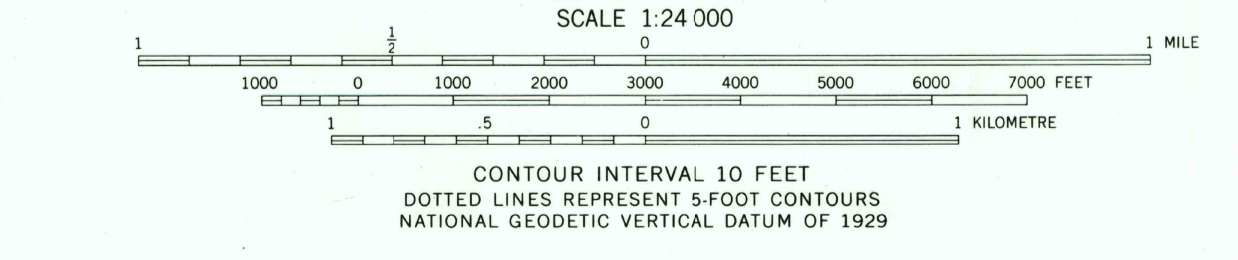 SCALE 1:24 000
1 1/2 0 1 MILE
1000 0 1000 2000 3000 4000 5000 6000 7000 FEET
1 .5 0 1 KILOMETRE
CONTOUR INTERVAL 10 FEET
DOTTED LINES REPRESENT 5-FOOT CONTOURS
NATIONAL GEODETIC VERTICAL DATUM OF 1929